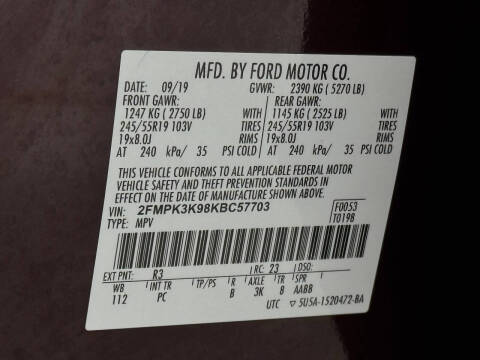 MFD. BY FORD MOTOR CO.
DATE: 09/19 GVWR: 2390 KG ( 5270 LB)
FRONT GAWR: REAR GAWR:
1247 KG ( 2750 LB) WITH 1145 KG ( 2525 LB) WITH
245/55R19 103V TIRES 245/55R19 103V TIRES
19x8.0J RIMS 19x8.0J RIMS
AT 240 kPa/ 35 PSI COLD AT 240 kPa/ 35 PSI COLD
THIS VEHICLE CONFORMS TO ALL APPLICABLE FEDERAL MOTOR
VEHICLE SAFETY AND THEFT PREVENTION STANDARDS IN
EFFECT ON THE DATE OF MANUFACTURE SHOWN ABOVE.
VIN: 2FMPK3K98KBC57703 F0053
TYPE: MPV T0198
EXT PNT: R3 RC: 23 DSO:
WB INT TR TP/PS R AXLE TR SPR
112 PC B 3K 8 AABB
UTC 5U5A-1520472-BA